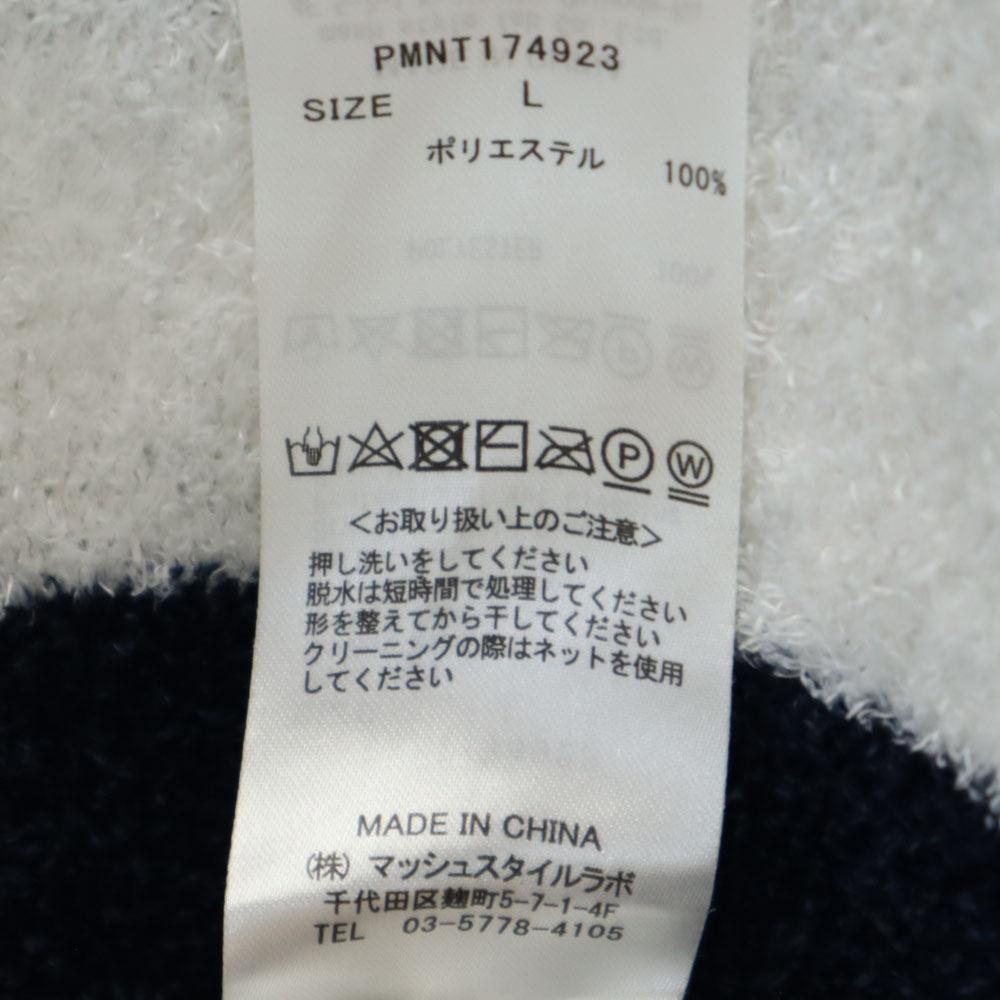 PMNT174923
SIZE L
ポリエステル 100%
P W
<お取り扱い上のご注意>
押し洗いをしてください
脱水は短時間で処理してください
形を整えてから干してください
クリーニングの際はネットを使用
してください
MADE IN CHINA
(株) マッシュスタイルラボ
千代田区麹町5-7-1-4F
TEL 03-5778-4105